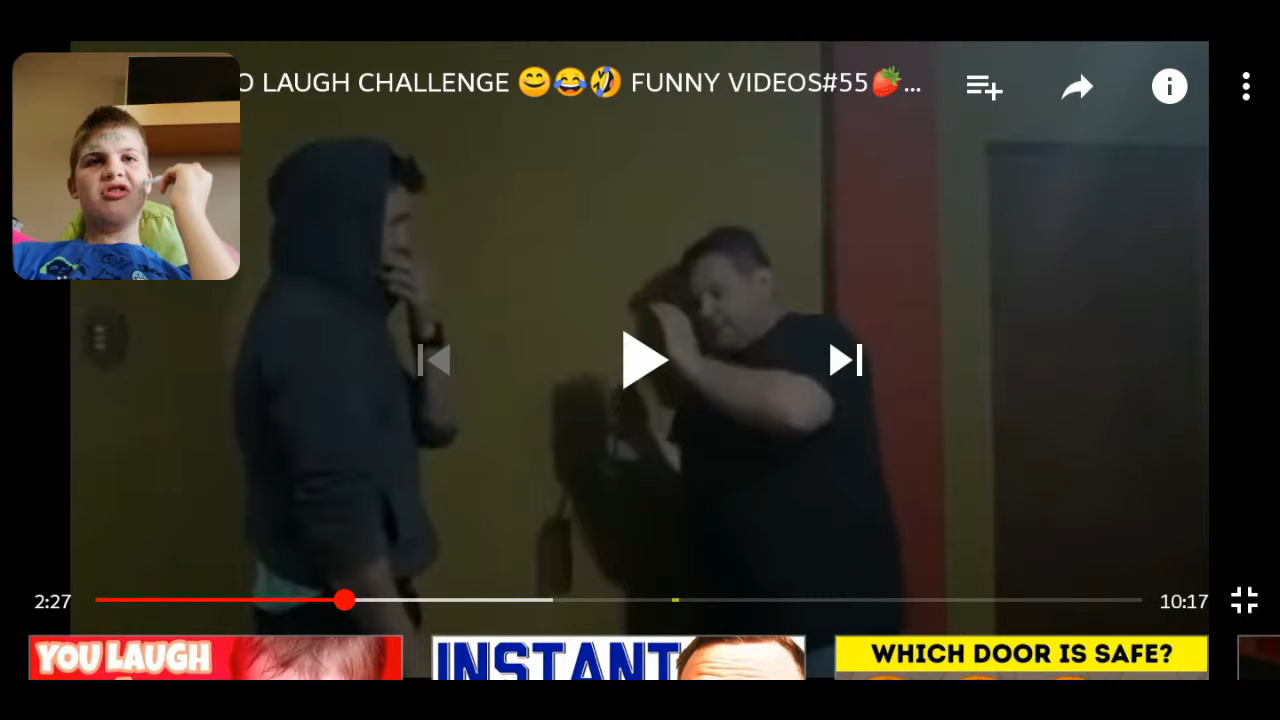 O LAUGH CHALLENGE 😊😂🤣 FUNNY VIDEOS#55🍓...
2:27
10:17
YOU LAUGH
INSTANT
WHICH DOOR IS SAFE?